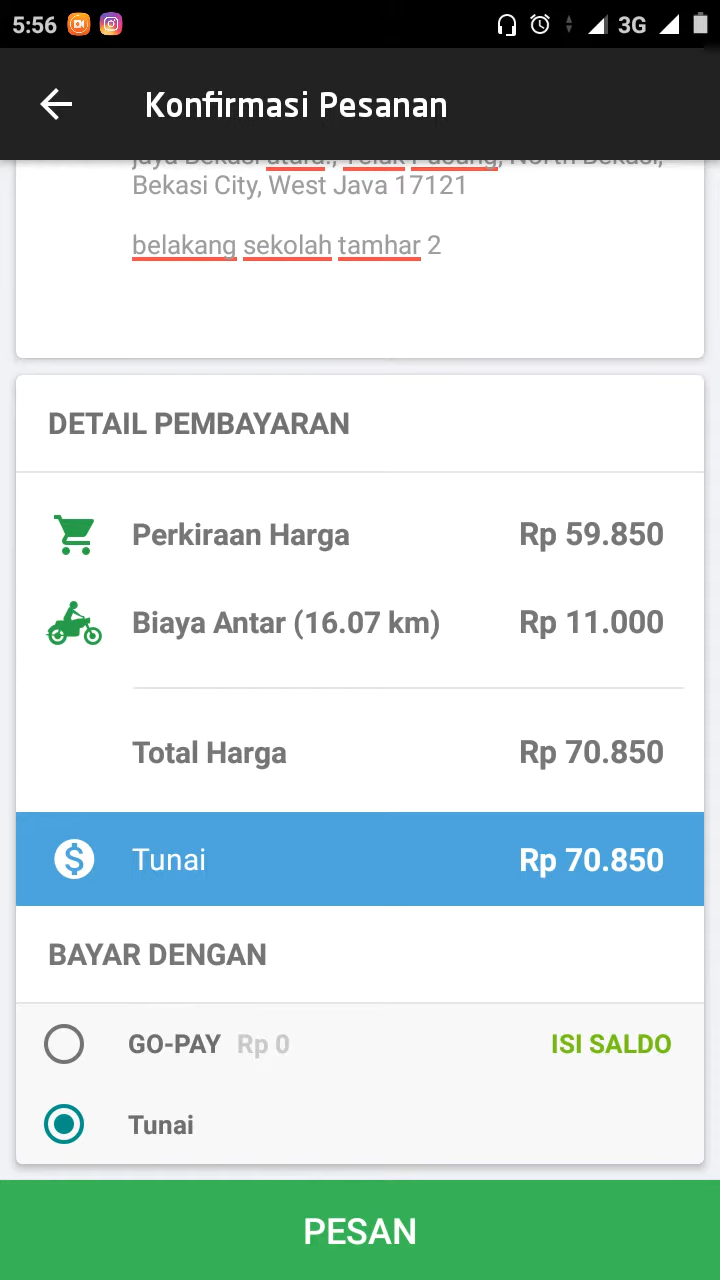 5:56
3G
Konfirmasi Pesanan
Bekasi City, West Java 17121
belakang sekolah tamhar 2
DETAIL PEMBAYARAN
Perkiraan Harga Rp 59.850
Biaya Antar (16.07 km) Rp 11.000
Total Harga Rp 70.850
Tunai Rp 70.850
BAYAR DENGAN
GO-PAY Rp 0 ISI SALDO
Tunai
PESAN